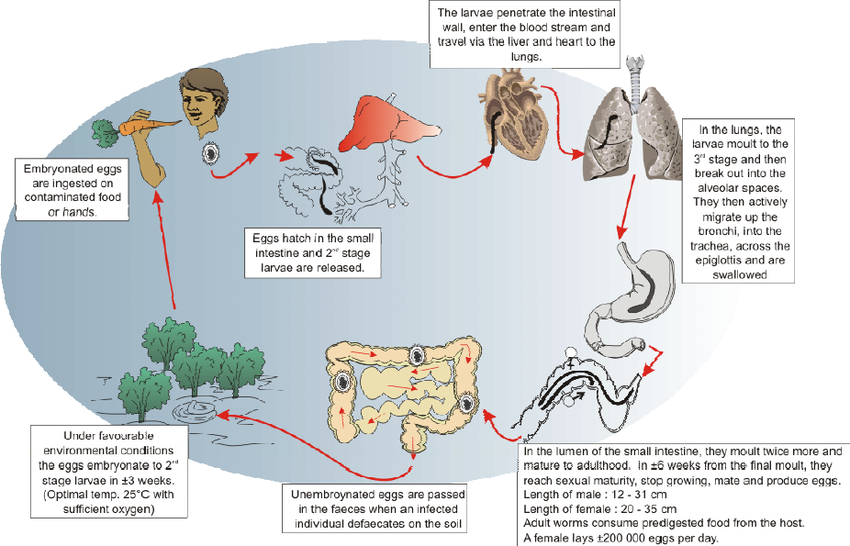 The larvae penetrate the intestinal
wall, enter the blood stream and
travel via the liver and heart to the
lungs.
In the lungs, the
larvae moult to the
3rd stage and then
break out into the
alveolar spaces.
They then actively
migrate up the
bronchi, into the
trachea, across the
epiglottis and are
swallowed
Embryonated eggs
are ingested on
contaminated food
or hands.
Eggs hatch in the small
intestine and 2nd stage
larvae are released.
Under favourable
environmental conditions
the eggs embryonate to 2nd
stage larvae in ±3 weeks.
(Optimal temp. 25°C with
sufficient oxygen)
Unembroynated eggs are passed
in the faeces when an infected
individual defaecates on the soil
In the lumen of the small intestine, they moult twice more and
mature to adulthood. In ±6 weeks from the final moult, they
reach sexual maturity, stop growing, mate and produce eggs.
Length of male : 12 - 31 cm
Length of female : 20 - 35 cm
Adult worms consume predigested food from the host.
A female lays ±200 000 eggs per day.